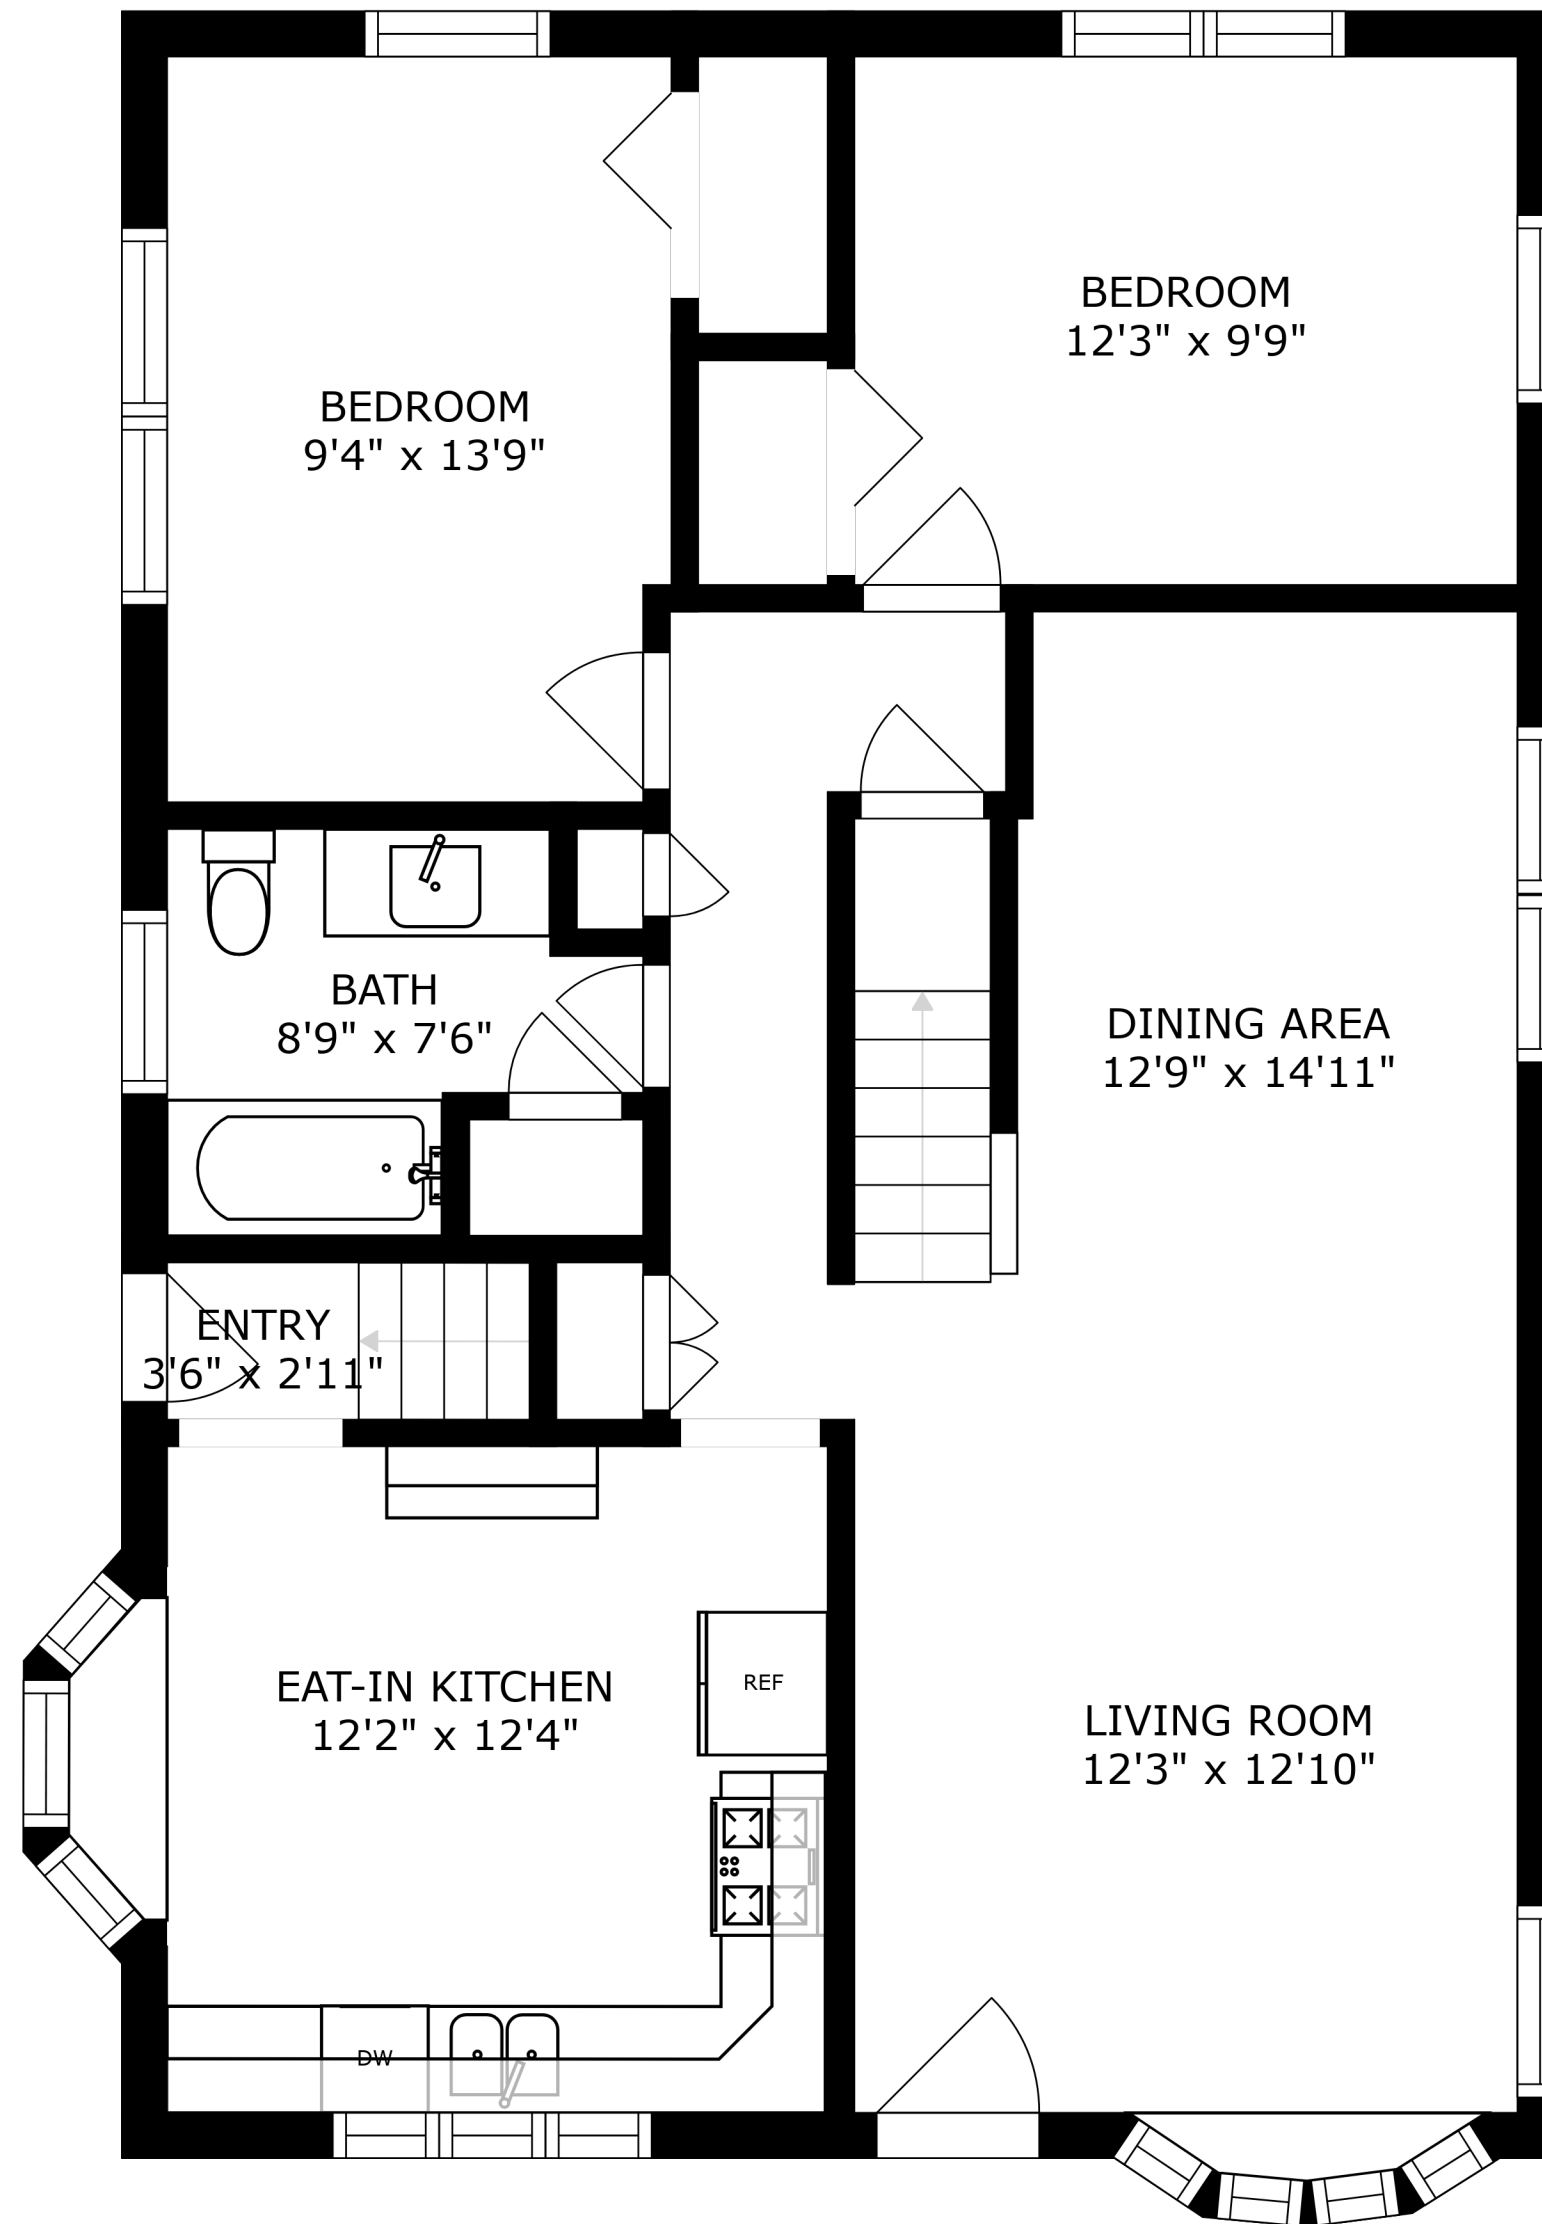 BEDROOM
12'3" x 9'9"
BEDROOM
9'4" x 13'9"
BATH
8'9" x 7'6"
DINING AREA
12'9" x 14'11"
ENTRY
3'6" x 2'11"
EAT-IN KITCHEN
12'2" x 12'4"
REF
LIVING ROOM
12'3" x 12'10"
DW